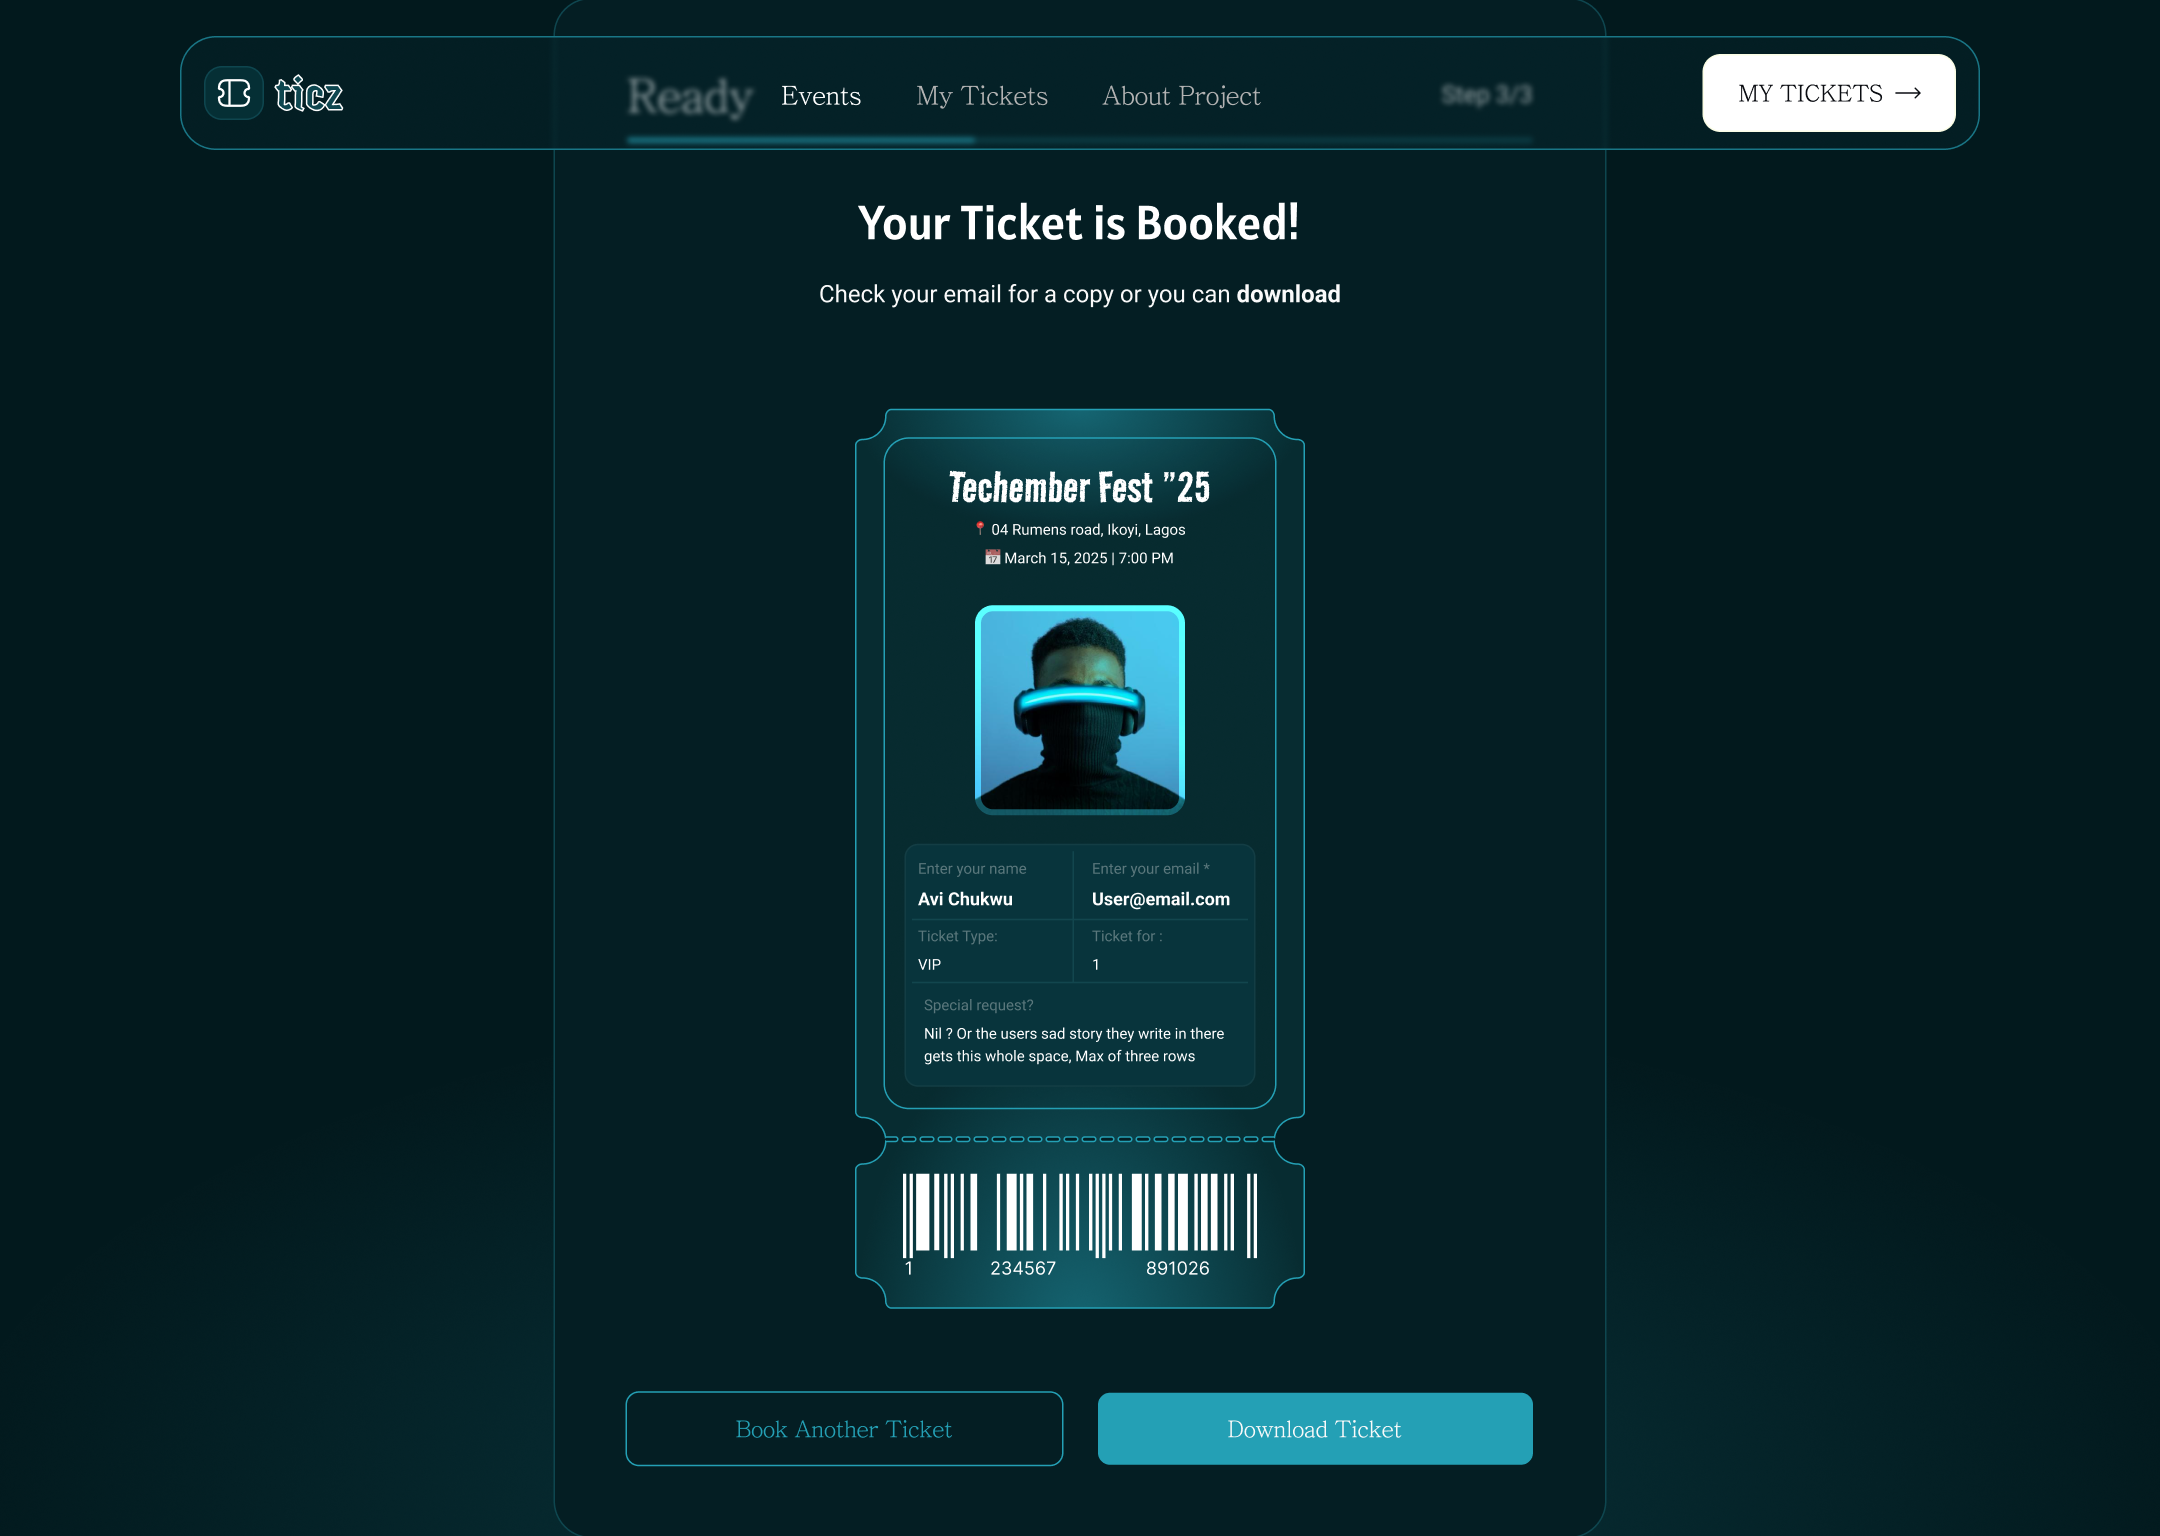 ticz
Ready
Events
My Tickets
About Project
Step 3/3
MY TICKETS →
Your Ticket is Booked!
Check your email for a copy or you can download
Techember Fest ”25
📍 04 Rumens road, Ikoyi, Lagos
📅 March 15, 2025 | 7:00 PM
Enter your name
Avi Chukwu
Enter your email *
User@email.com
Ticket Type:
VIP
Ticket for :
1
Special request?
Nil ? Or the users sad story they write in there
gets this whole space, Max of three rows
1 234567 891026
Book Another Ticket
Download Ticket